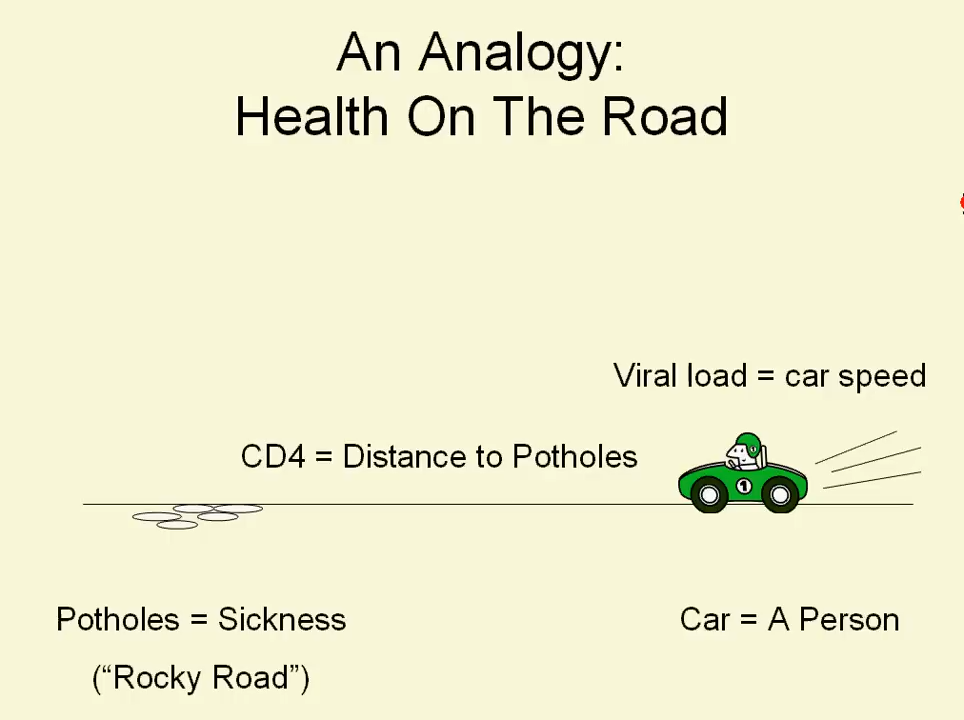 An Analogy:
Health On The Road
Viral load = car speed
CD4 = Distance to Potholes
1
Potholes = Sickness
Car = A Person
(“Rocky Road”)